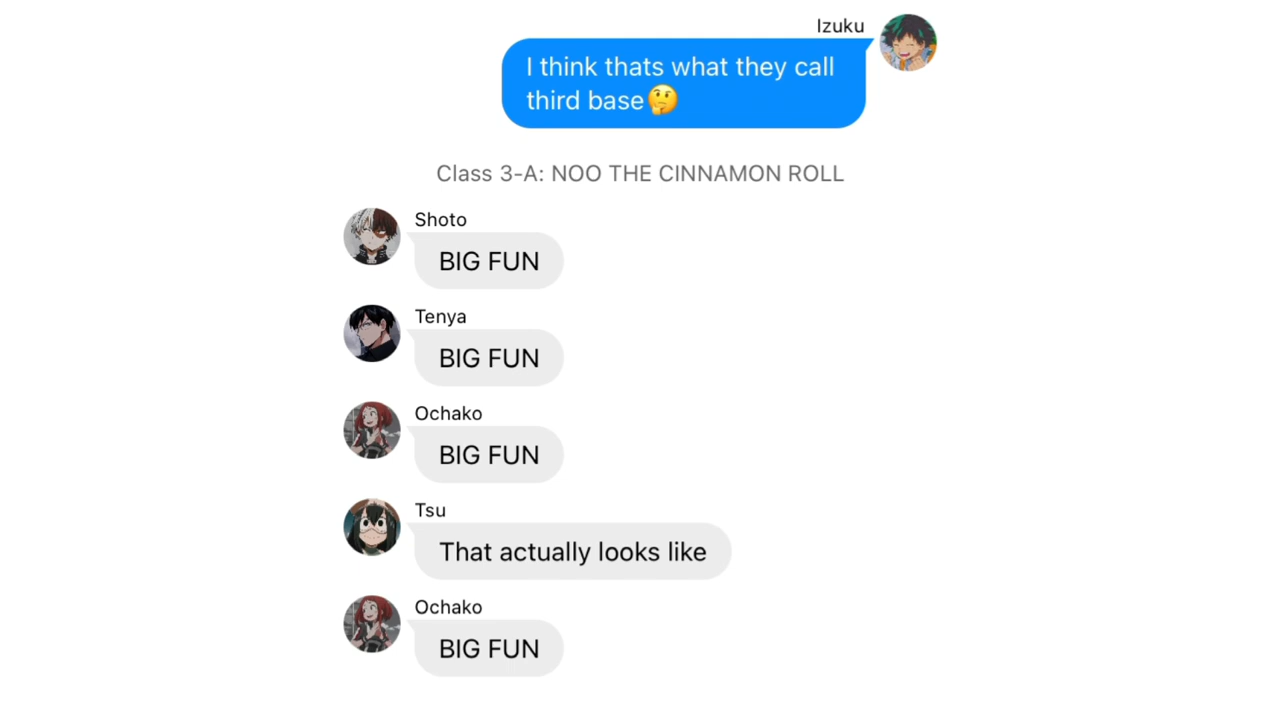 Izuku
I think thats what they call
third base🤔
Class 3-A: NOO THE CINNAMON ROLL
Shoto
BIG FUN
Tenya
BIG FUN
Ochako
BIG FUN
Tsu
That actually looks like
Ochako
BIG FUN